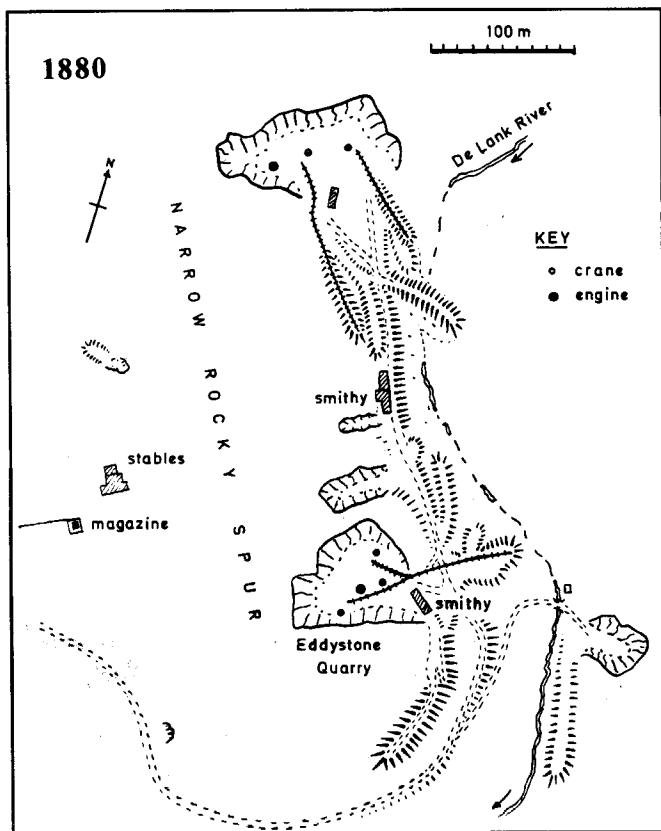 100 m
1880
De Lank River
N
NARROW ROCKY SPUR
KEY
crane
engine
smithy
stables
magazine
smithy
Eddystone
Quarry